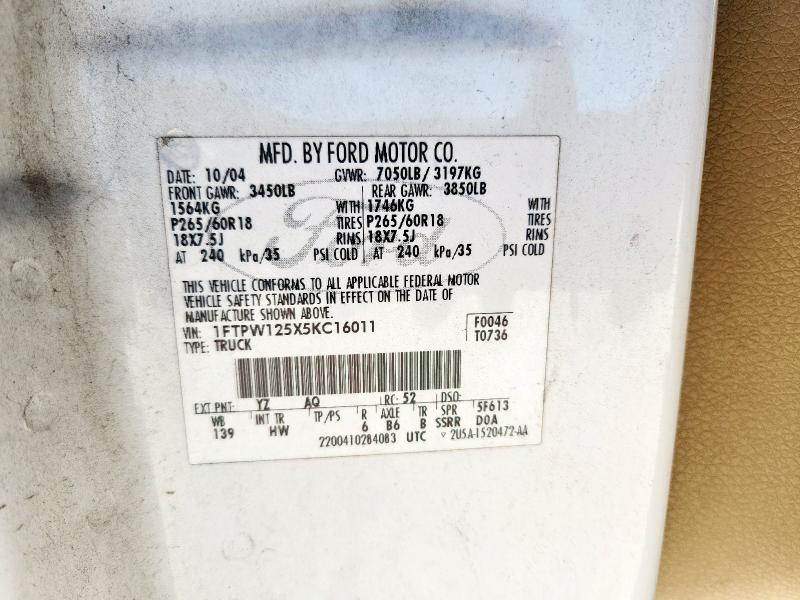 MFD. BY FORD MOTOR CO.
DATE: 10/04 GVWR: 7050LB/ 3197KG
FRONT GAWR: 3450LB REAR GAWR: 3850LB
1564KG WITH 1746KG WITH
P265/60R18 TIRES P265/60R18 TIRES
18X7.5J RIMS 18X7.5J RIMS
AT 240 kPa/35 PSI COLD AT 240 kPa/35 PSI COLD
Ford
THIS VEHICLE CONFORMS TO ALL APPLICABLE FEDERAL MOTOR
VEHICLE SAFETY STANDARDS IN EFFECT ON THE DATE OF
MANUFACTURE SHOWN ABOVE.
VIN: 1FTPW125X5KC16011 F0046
TYPE: TRUCK T0736
EXT PNT: YZ AQ RC: 52 DSO:
WB INT TR TP/PS R AXLE TR SPR 5F613
139 HW 6 B6 B SSRR D0A
2200410284083 UTC 2U5A-1520472-AA